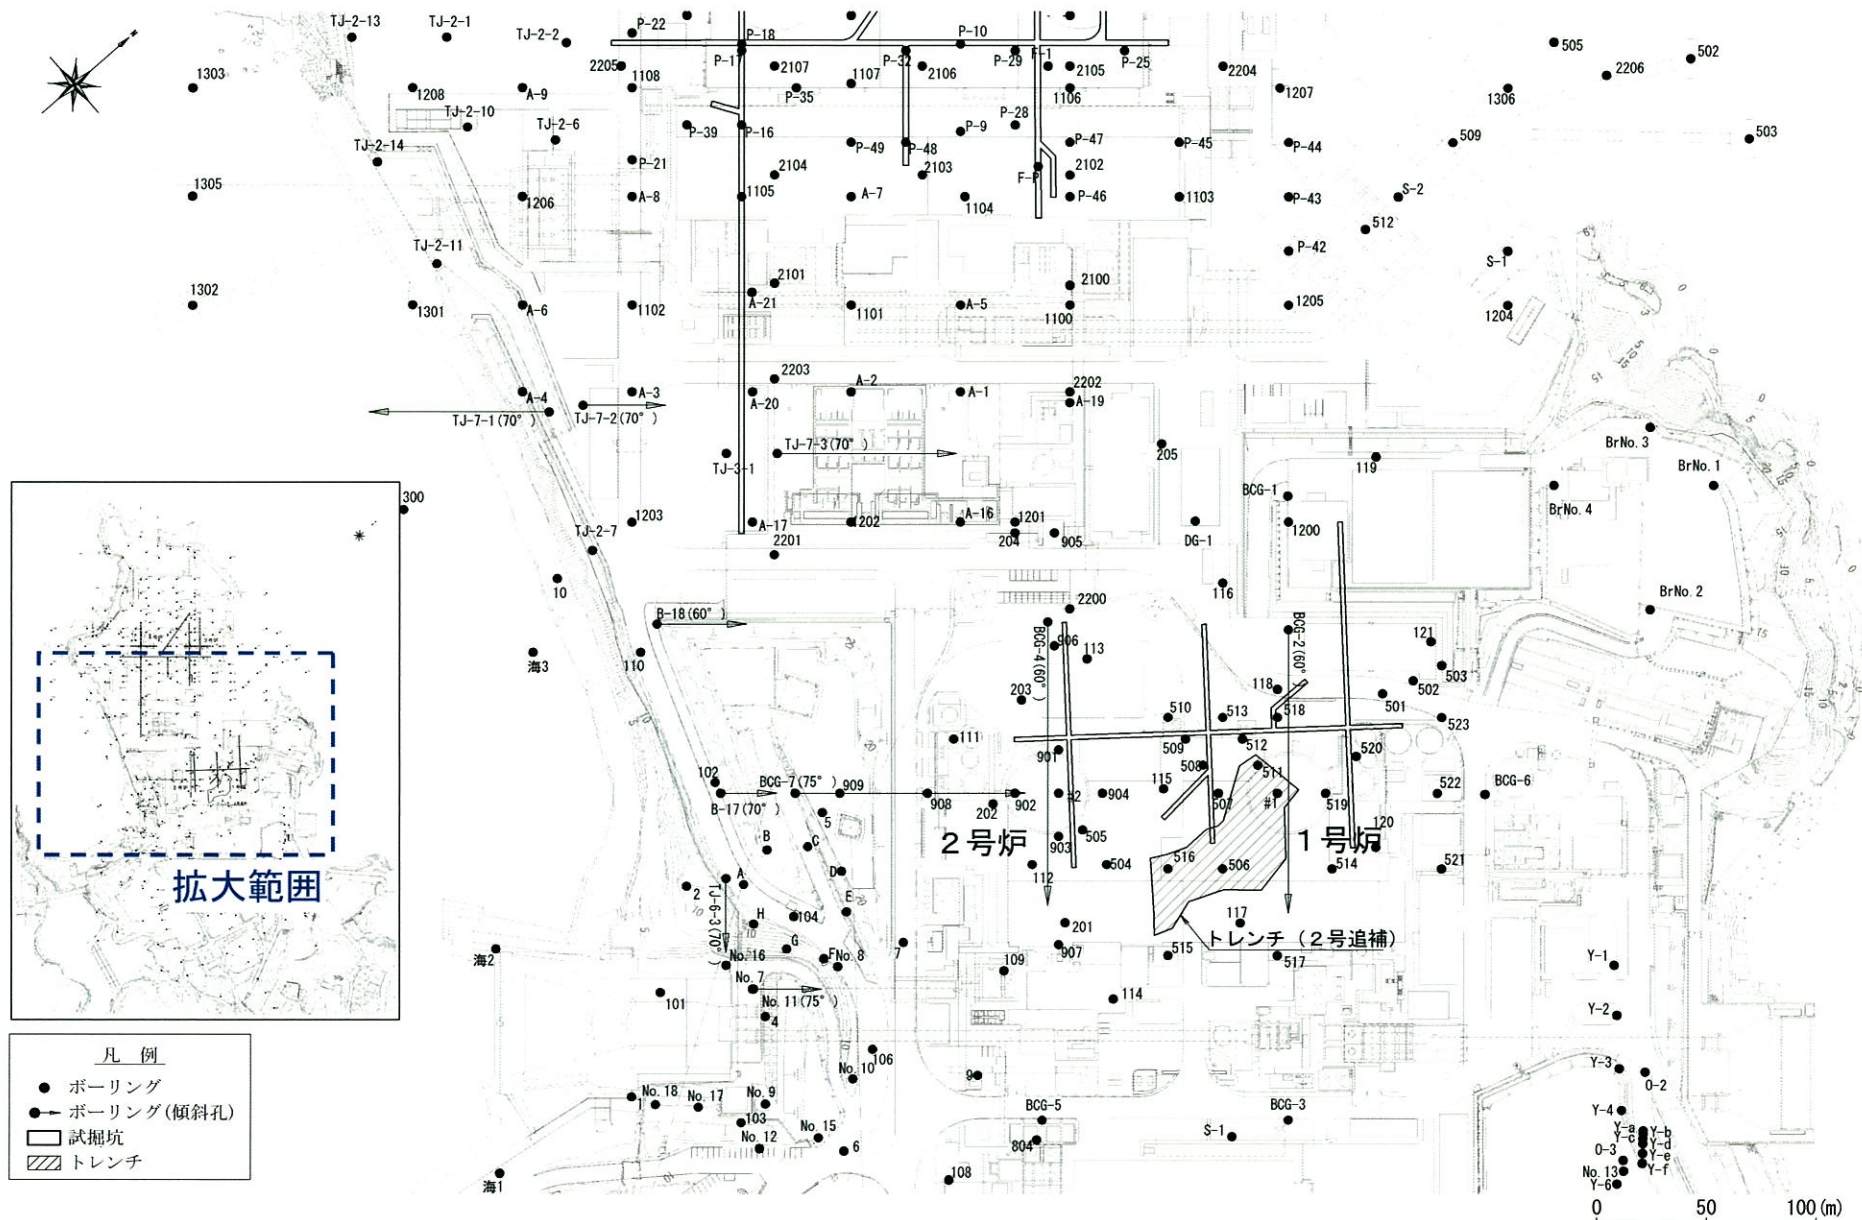 TJ-2-13
TJ-2-1
TJ-2-2
P-22
P-18
P-10
505
502
P-17
P-32
P-29
F-1
P-25
2206
1303
2205
1108
2107
1107
2106
2105
2204
1208
A-9
P-35
1106
1207
1306
TJ-2-10
TJ-2-6
P-39
P-16
P-9
P-28
509
503
TJ-2-14
P-21
P-49
P-48
P-47
P-45
P-44
2104
2103
F-P
2102
1305
1206
A-8
1105
A-7
1104
P-46
1103
P-43
S-2
512
TJ-2-11
P-42
S-1
2101
2100
1302
1301
A-6
1102
A-21
1101
A-5
1100
1205
1204
2203
A-2
A-1
2202
A-4
A-3
A-20
A-19
TJ-7-1(70°)
TJ-7-2(70°)
TJ-3-1
TJ-7-3(70°)
205
119
BrNo.3
BrNo.1
BrNo.4
BCG-1
300
1203
A-17
1202
A-16
1201
204
905
DG-1
1200
TJ-2-7
2201
10
116
BrNo.2
B-18(60°)
2200
BCG-4(60°)
906
113
BCG-2(60°)
121
海3
110
203
118
503
502
501
510
513
518
523
111
901
509
512
520
102
508
511
BCG-7(75°)
909
B-17(70°)
908
202
902
#2
904
115
507
#1
519
522
BCG-6
5
505
120
B
C
2号炉
903
1号炉
112
504
516
506
514
521
A
D
2
TJ-6-3(70°)
104
E
H
G
201
117
トレンチ(2号追補)
海2
No.16
F
No.8
7
907
515
517
No.7
109
Y-1
101
No.11(75°)
4
114
Y-2
106
No.10
9
Y-3
O-2
1
No.18
No.17
No.9
103
BCG-5
BCG-3
Y-4
No.12
No.15
6
804
S-1
Y-a
Y-b
Y-c
Y-d
Y-e
O-3
Y-f
No.13
Y-6
海1
108
拡大範囲
凡 例
ボーリング
ボーリング(傾斜孔)
試掘坑
トレンチ
0 50 100(m)